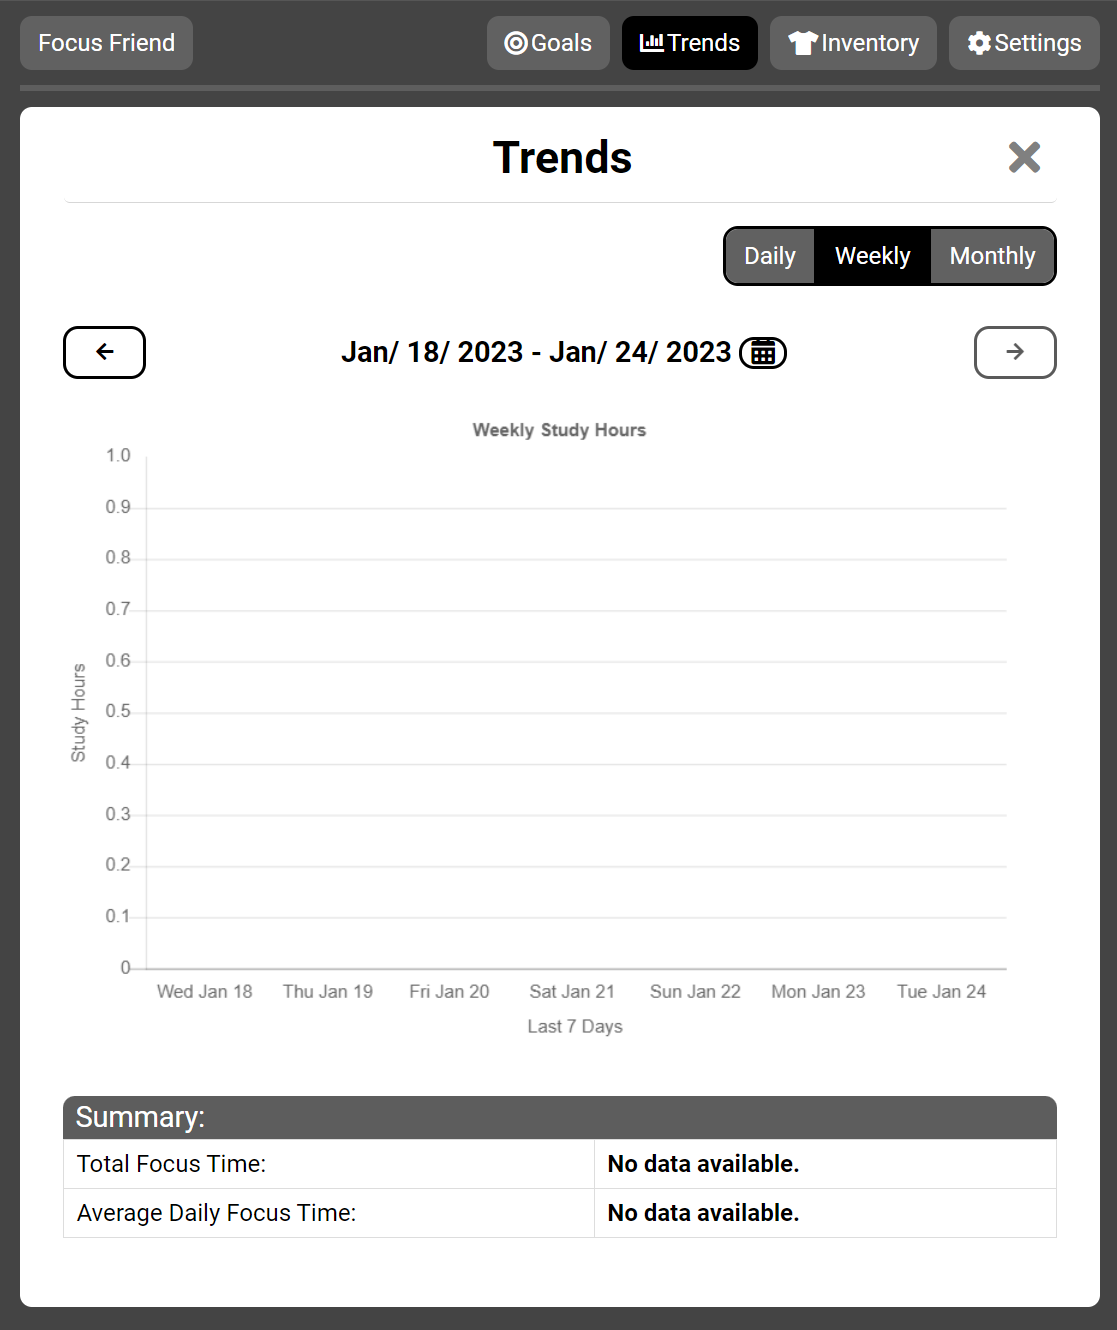 Focus Friend
Goals
Trends
Inventory
Settings
Trends
Daily
Weekly
Monthly
Jan/ 18/ 2023 - Jan/ 24/ 2023
Weekly Study Hours
1.0
0.9
0.8
0.7
0.6
0.5
0.4
0.3
0.2
0.1
0
Study Hours
Wed Jan 18
Thu Jan 19
Fri Jan 20
Sat Jan 21
Sun Jan 22
Mon Jan 23
Tue Jan 24
Last 7 Days
Summary:
Total Focus Time: No data available.
Average Daily Focus Time: No data available.